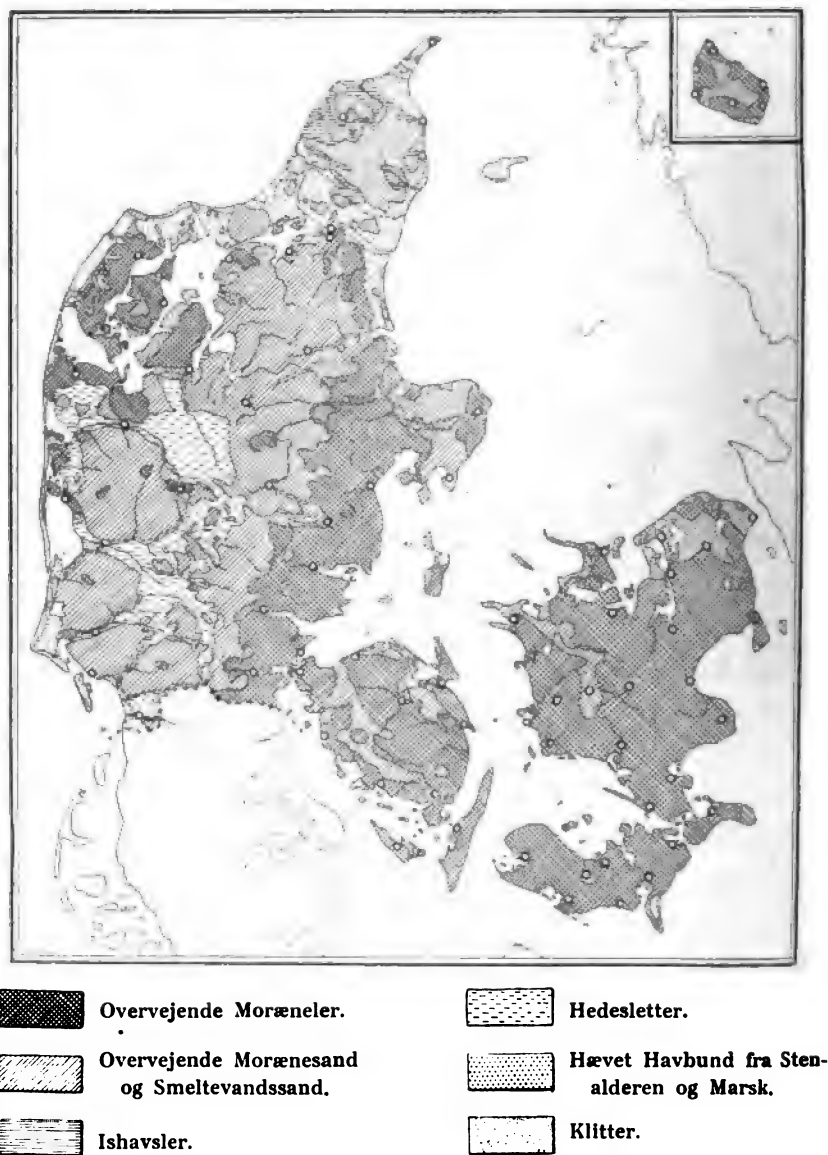 Overvejende Moræneler.
Overvejende Morænesand
og Smeltevandssand.
Ishavsler.
Hedesletter.
Hævet Havbund fra Sten-
alderen og Marsk.
Klitter.